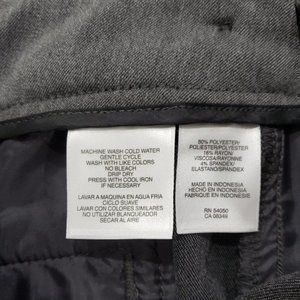 MACHINE WASH COLD WATER
GENTLE CYCLE
WASH WITH LIKE COLORS
NO BLEACH
DRIP DRY
PRESS WITH COOL IRON
IF NECESSARY
LAVAR A MAQUINA EN AGUA FRIA
CICLO SUAVE
LAVAR CON COLORES SIMILARES
NO UTILIZAR BLANQUEADOR
SECAR AL AIRE
80% POLYESTER/
POLIESTER/POLYESTER
16% RAYON/
VISCOSA/RAYONNE
4% SPANDEX/
ELASTANO/SPANDEX
MADE IN INDONESIA
HECHO EN INDONESIA
FABRIQUE EN INDONESIE
RN 54050
CA 08348